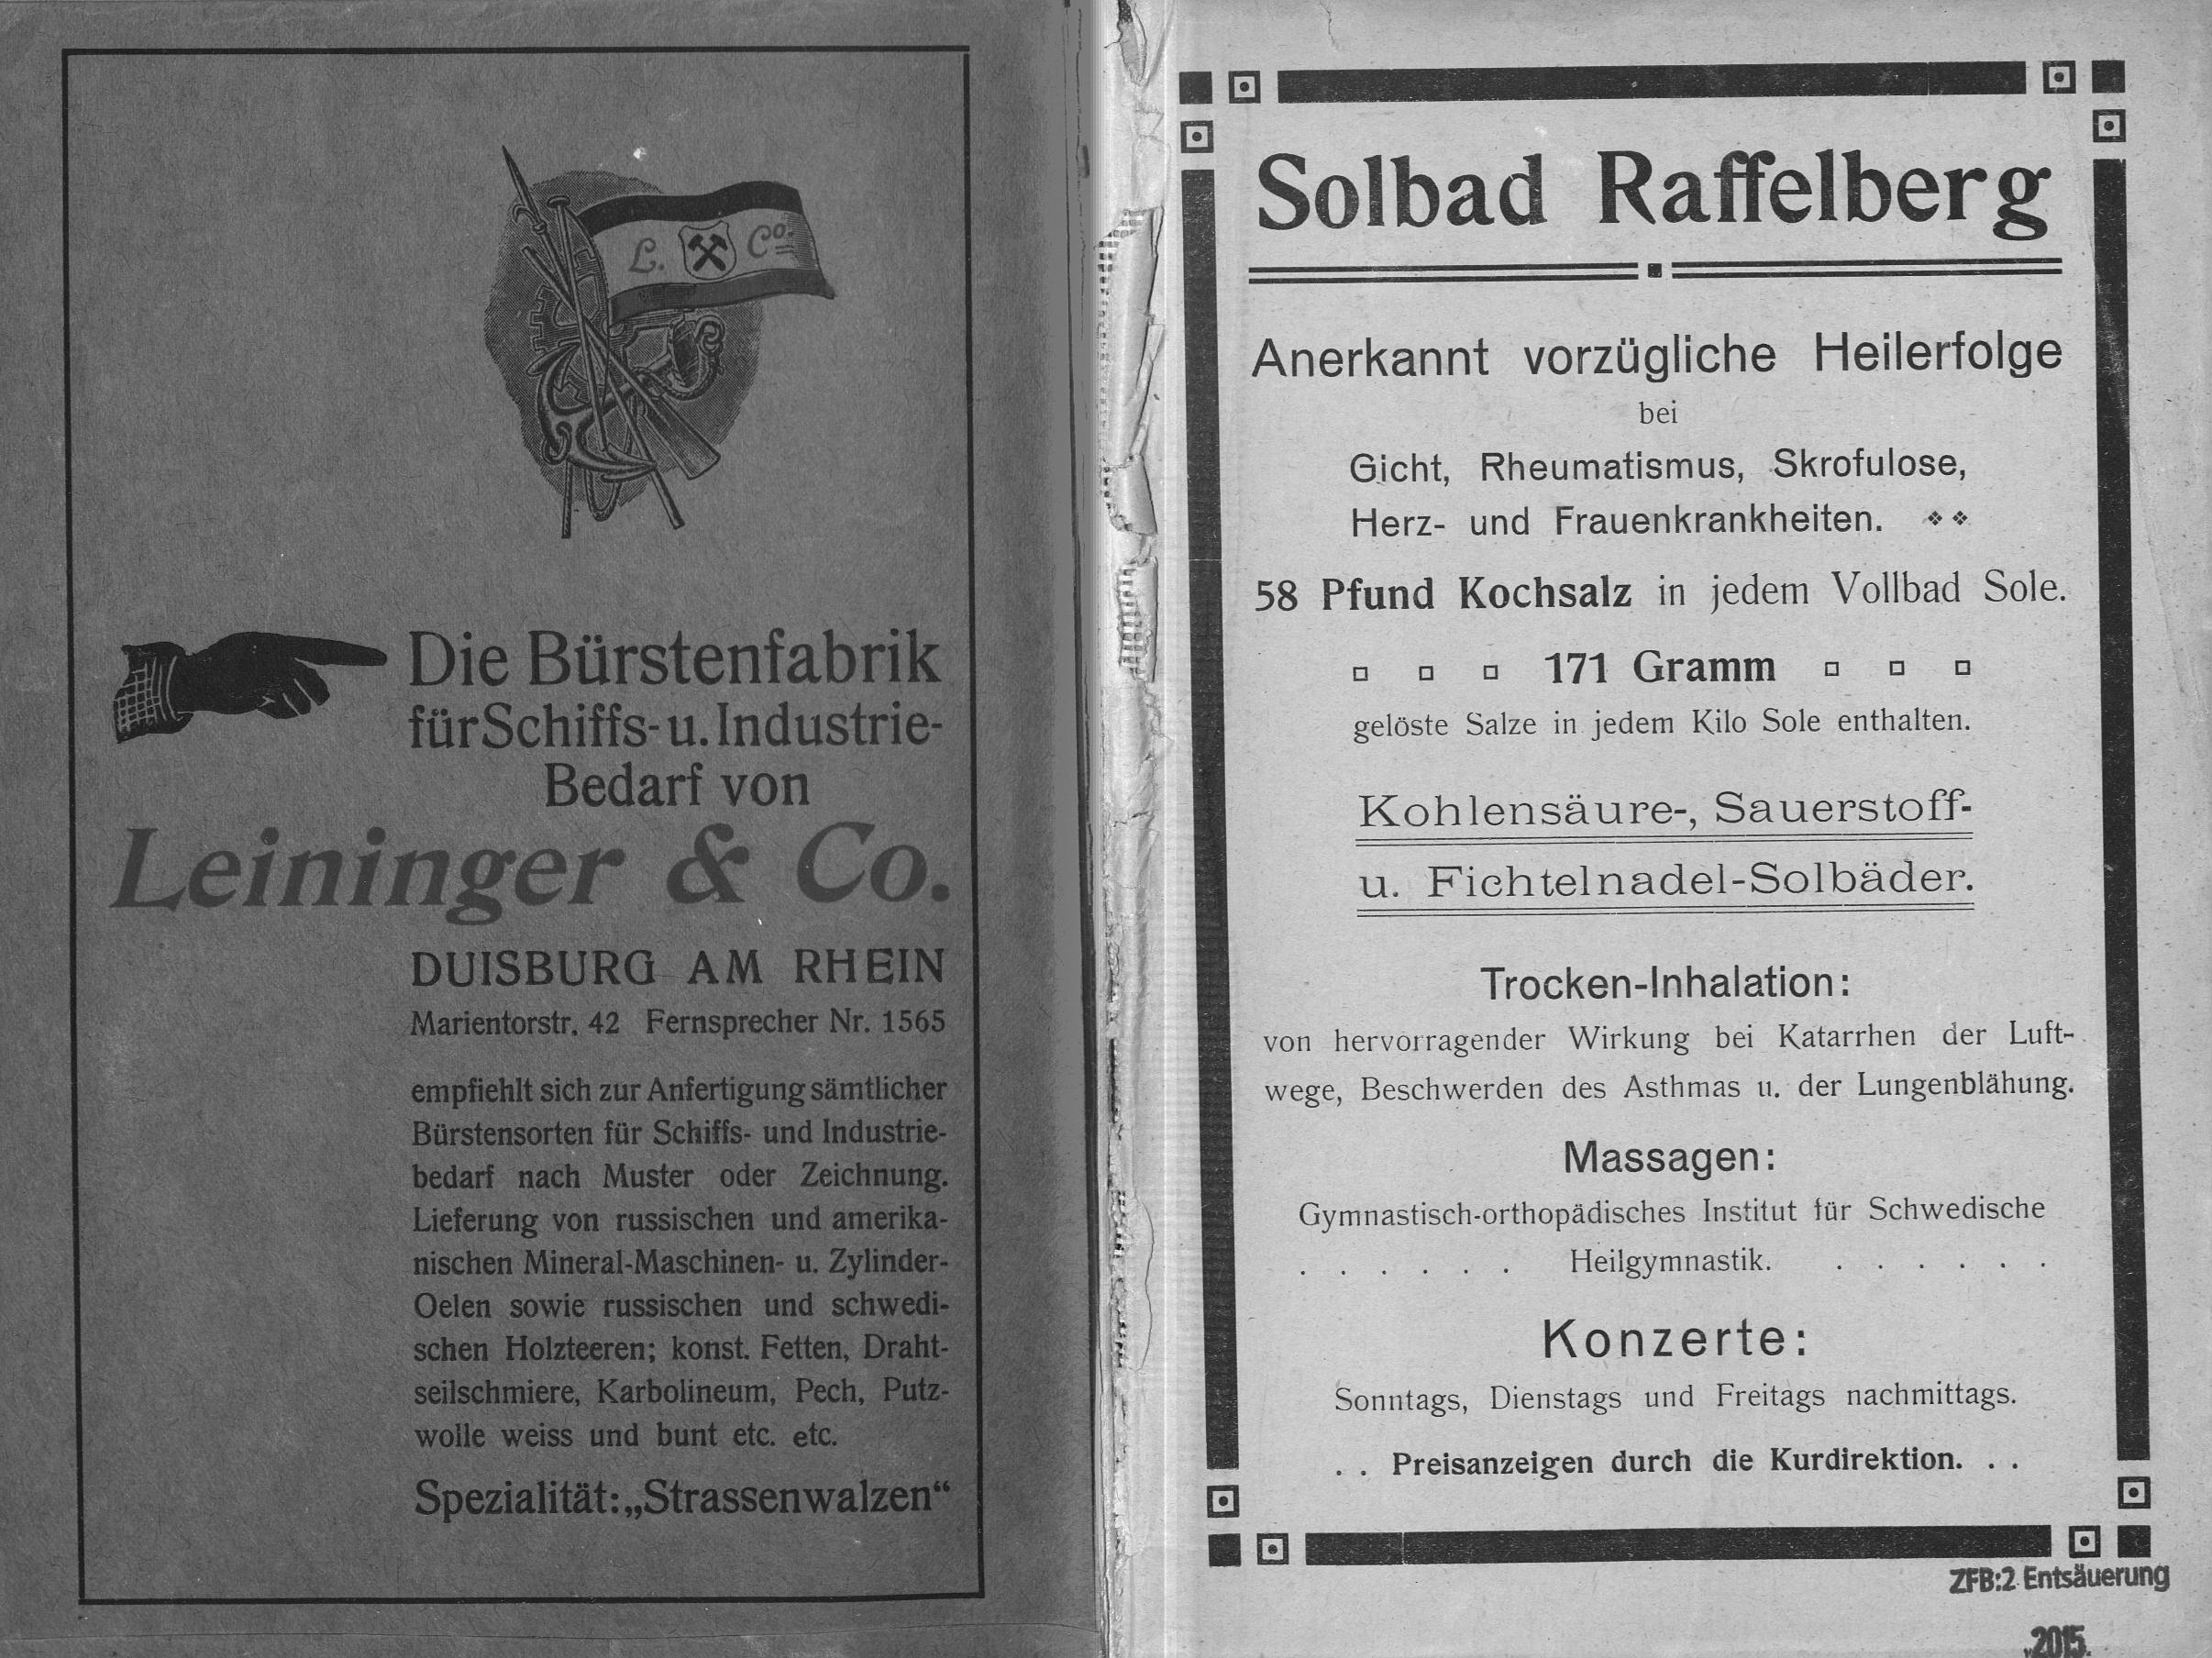 L. Co.
Die Bürstenfabrik
für Schiffs- u. Industrie-
Bedarf von
Leininger & Co.
DUISBURG AM RHEIN
Marientorstr. 42 Fernsprecher Nr. 1565
empfiehlt sich zur Anfertigung sämtlicher
Bürstensorten für Schiffs- und Industrie-
bedarf nach Muster oder Zeichnung.
Lieferung von russischen und amerika-
nischen Mineral-Maschinen- u. Zylinder-
Oelen sowie russischen und schwedi-
schen Holzteeren; konst. Fetten, Draht-
seilschmiere, Karbolineum, Pech, Putz-
wolle weiss und bunt etc. etc.
Spezialität: „Strassenwalzen“
Solbad Raffelberg
Anerkannt vorzügliche Heilerfolge
bei
Gicht, Rheumatismus, Skrofulose,
Herz- und Frauenkrankheiten.
58 Pfund Kochsalz in jedem Vollbad Sole.
171 Gramm
gelöste Salze in jedem Kilo Sole enthalten.
Kohlensäure-, Sauerstoff-
u. Fichtelnadel-Solbäder.
Trocken-Inhalation:
von hervorragender Wirkung bei Katarrhen der Luft-
wege, Beschwerden des Asthmas u. der Lungenblähung.
Massagen:
Gymnastisch-orthopädisches Institut für Schwedische
. . . . . . Heilgymnastik. . . . . . .
Konzerte:
Sonntags, Dienstags und Freitags nachmittags.
. . Preisanzeigen durch die Kurdirektion. . .
ZFB:2 Entsäuerung
2015